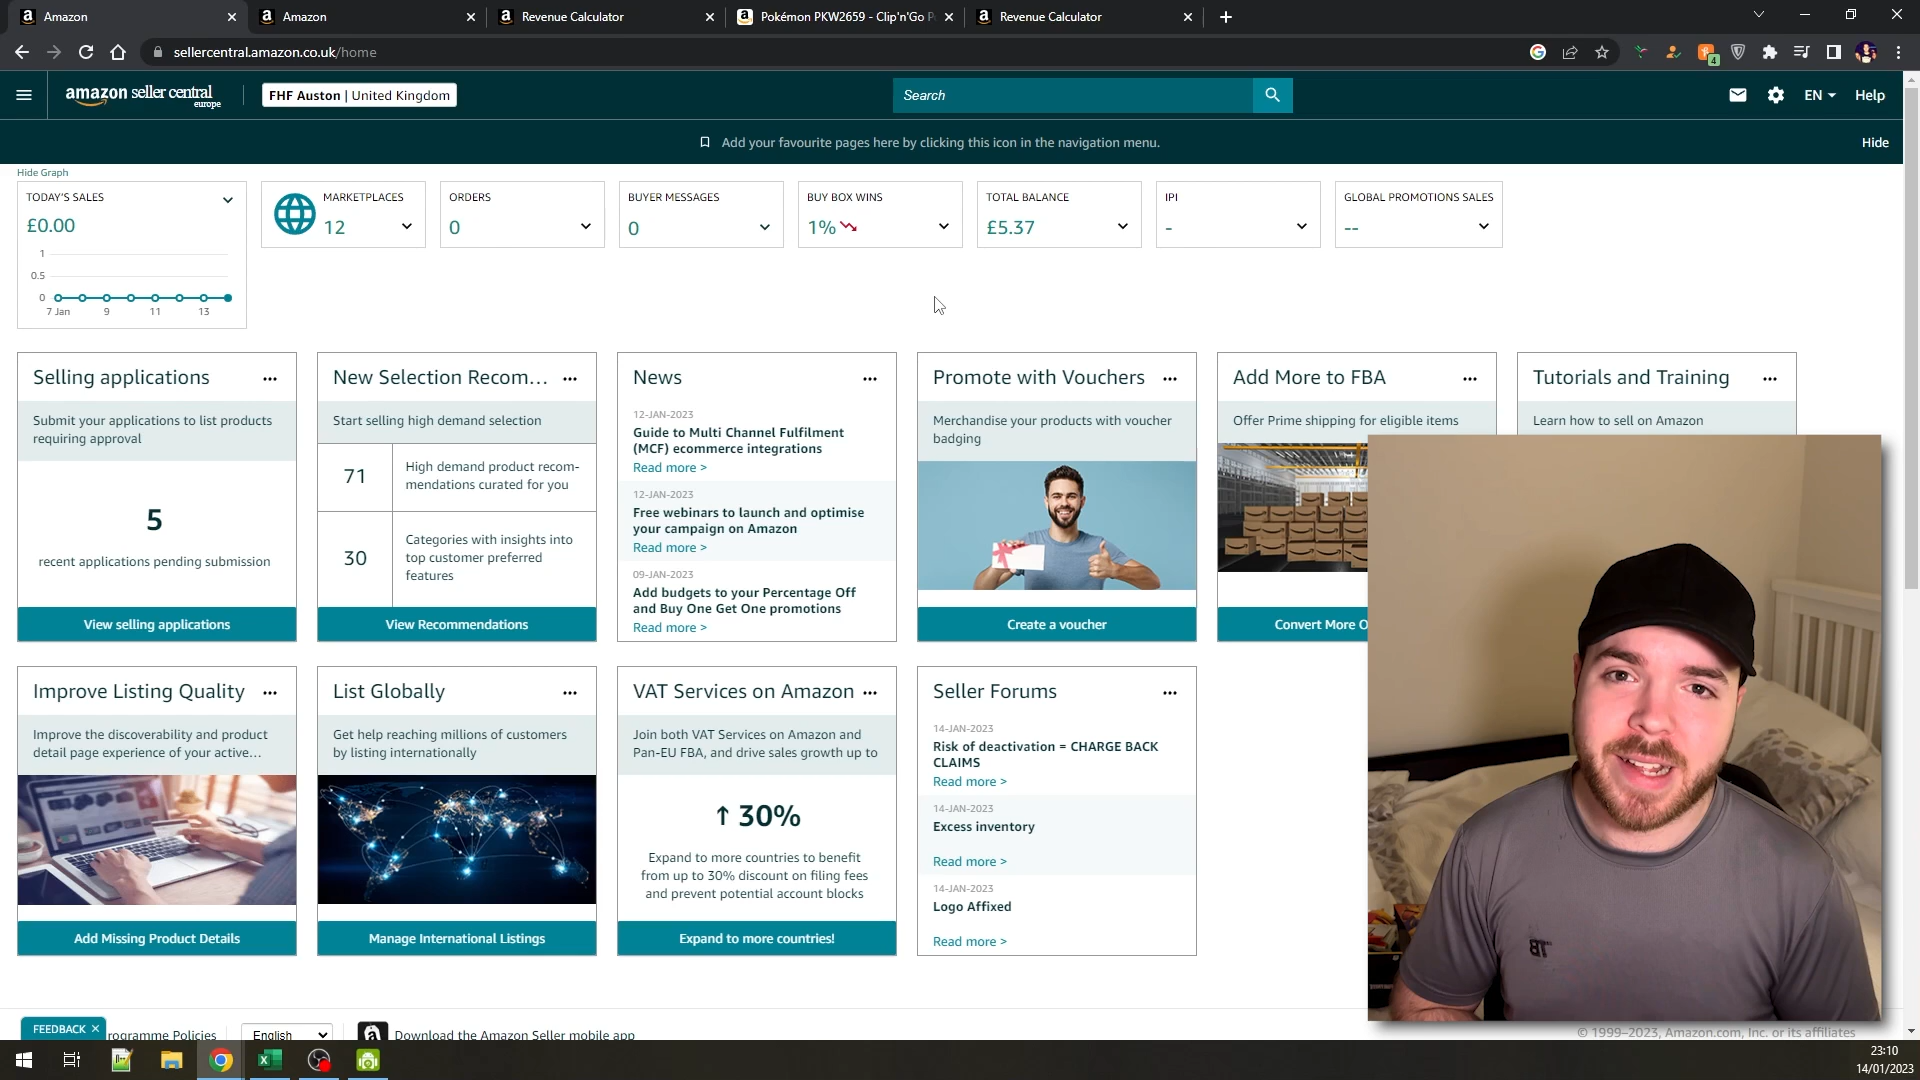 Amazon
Amazon
Revenue Calculator
Pokémon PKW2659 - Clip'n'Go P
Revenue Calculator
sellercentral.amazon.co.uk/home
4
amazon seller central
europe
FHF Auston | United Kingdom
Search
EN
Help
Add your favourite pages here by clicking this icon in the navigation menu.
Hide
Hide Graph
TODAY'S SALES
£0.00
1
0.5
0
7 Jan 9 11 13
MARKETPLACES
12
ORDERS
0
BUYER MESSAGES
0
BUY BOX WINS
1%
TOTAL BALANCE
£5.37
IPI
-
GLOBAL PROMOTIONS SALES
--
Selling applications
Submit your applications to list products
requiring approval
5
recent applications pending submission
View selling applications
New Selection Recom...
Start selling high demand selection
71
High demand product recom-
mendations curated for you
30
Categories with insights into
top customer preferred
features
View Recommendations
News
12-JAN-2023
Guide to Multi Channel Fulfilment
(MCF) ecommerce integrations
Read more >
12-JAN-2023
Free webinars to launch and optimise
your campaign on Amazon
Read more >
09-JAN-2023
Add budgets to your Percentage Off
and Buy One Get One promotions
Read more >
Promote with Vouchers
Merchandise your products with voucher
badging
Create a voucher
Add More to FBA
Offer Prime shipping for eligible items
Convert More O
Tutorials and Training
Learn how to sell on Amazon
Improve Listing Quality
Improve the discoverability and product
detail page experience of your active...
Add Missing Product Details
List Globally
Get help reaching millions of customers
by listing internationally
Manage International Listings
VAT Services on Amazon
Join both VAT Services on Amazon and
Pan-EU FBA, and drive sales growth up to
↑ 30%
Expand to more countries to benefit
from up to 30% discount on filing fees
and prevent potential account blocks
Expand to more countries!
Seller Forums
14-JAN-2023
Risk of deactivation = CHARGE BACK
CLAIMS
Read more >
14-JAN-2023
Excess inventory
Read more >
14-JAN-2023
Logo Affixed
Read more >
FEEDBACK
rogramme Policies
English
Download the Amazon Seller mobile app
© 1999–2023, Amazon.com, Inc. or its affiliates
23:10
14/01/2023